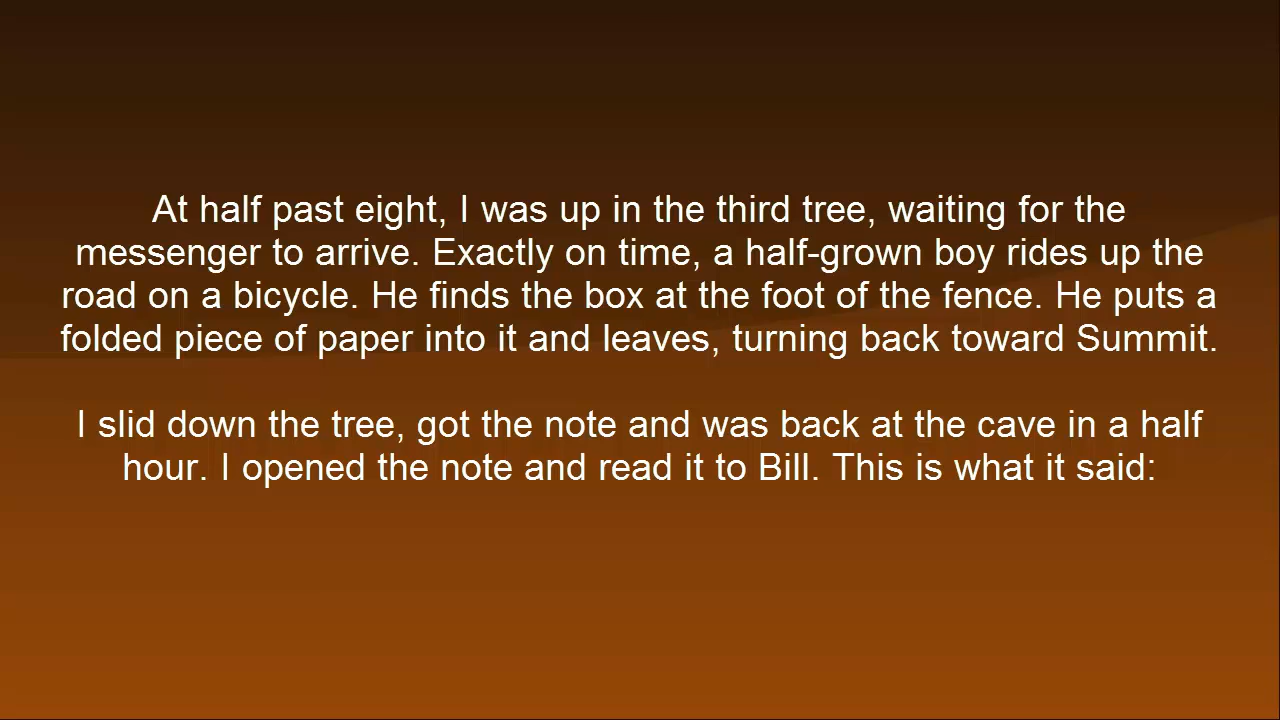 At half past eight, I was up in the third tree, waiting for the
messenger to arrive. Exactly on time, a half-grown boy rides up the
road on a bicycle. He finds the box at the foot of the fence. He puts a
folded piece of paper into it and leaves, turning back toward Summit.
I slid down the tree, got the note and was back at the cave in a half
hour. I opened the note and read it to Bill. This is what it said: